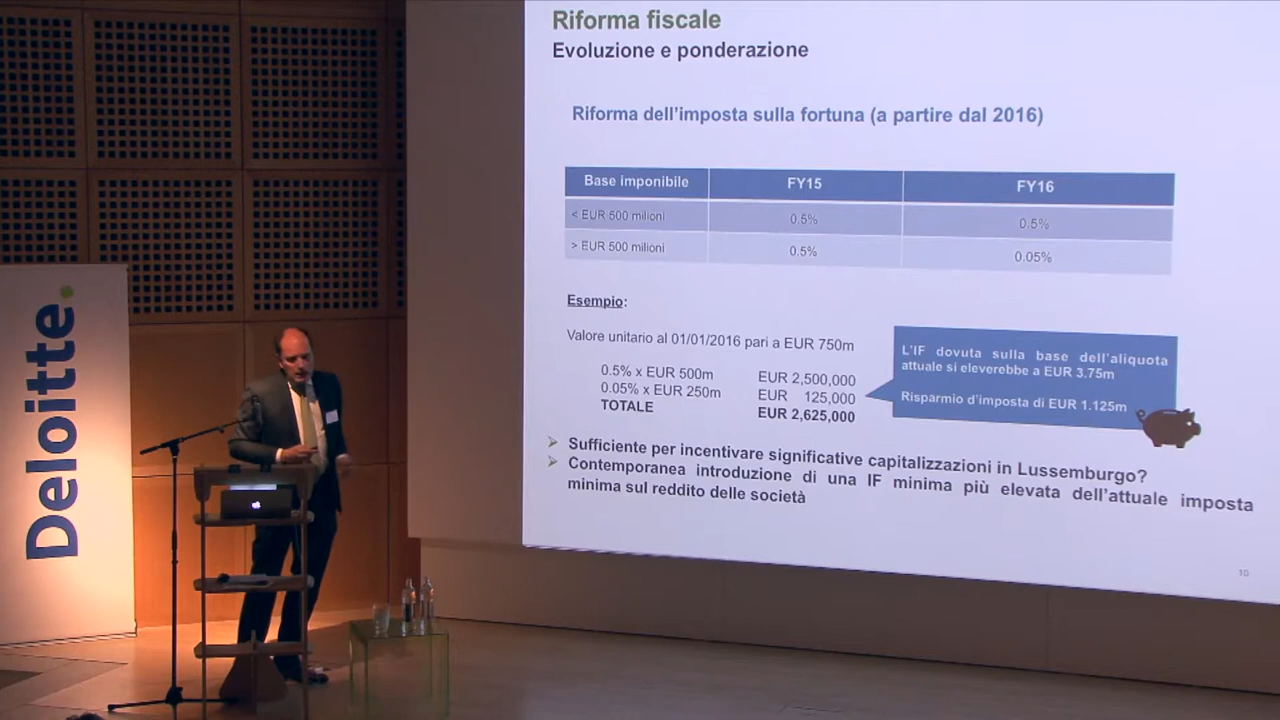 Riforma fiscale
Evoluzione e ponderazione
Riforma dell'imposta sulla fortuna (a partire dal 2016)
Base imponibile FY15 FY16
< EUR 500 milioni 0.5% 0.5%
> EUR 500 milioni 0.5% 0.05%
Esempio:
Valore unitario al 01/01/2016 pari a EUR 750m
0.5% x EUR 500m EUR 2,500,000
0.05% x EUR 250m EUR 125,000
TOTALE EUR 2,625,000
L'IF dovuta sulla base dell'aliquota
attuale si eleverebbe a EUR 3.75m
Risparmio d'imposta di EUR 1.125m
Sufficiente per incentivare significative capitalizzazioni in Lussemburgo?
Contemporanea introduzione di una IF minima più elevata dell'attuale imposta
minima sul reddito delle società
10
Deloitte.